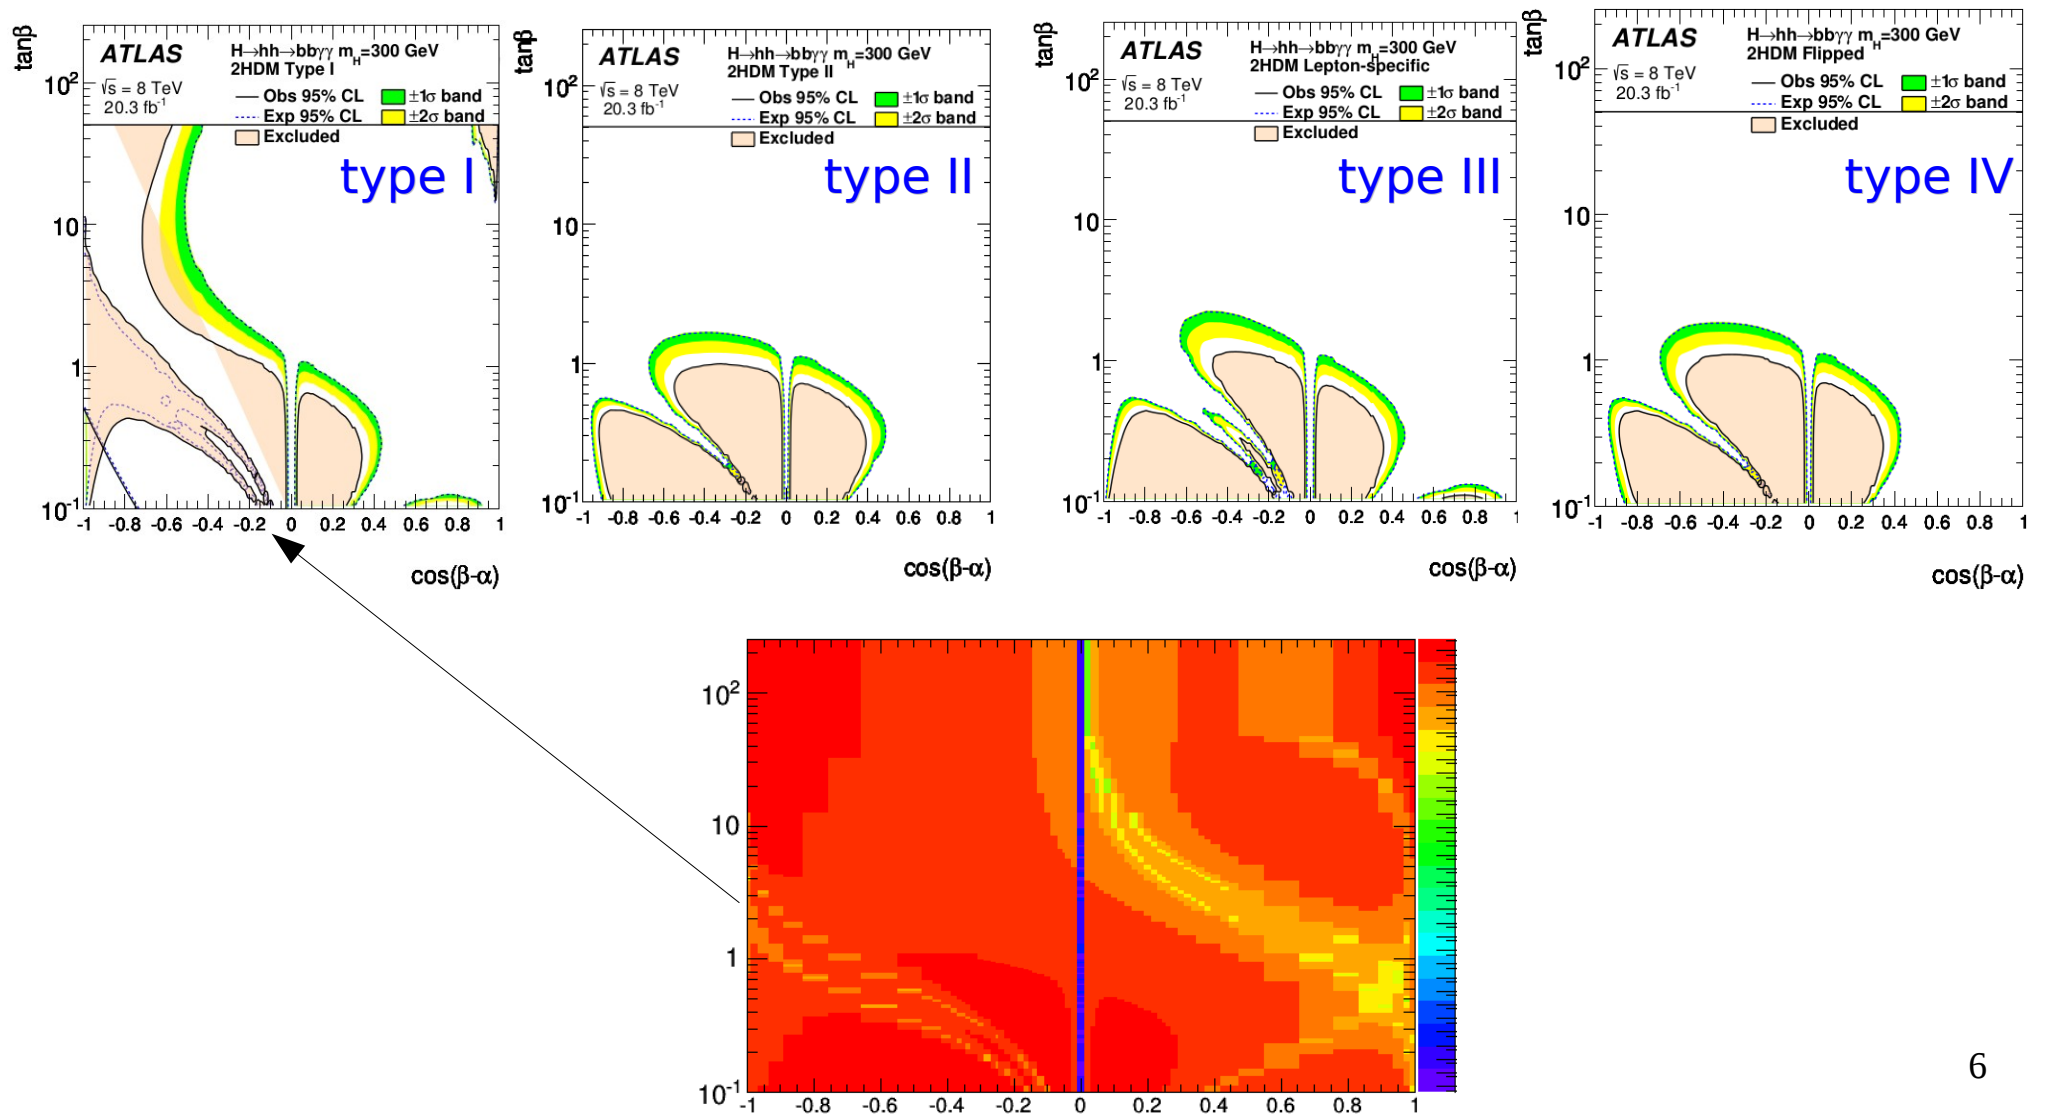 tanβ
ATLAS
√s = 8 TeV
20.3 fb⁻¹
H→hh→bbγγ m_H=300 GeV
2HDM Type I
Obs 95% CL ±1σ band
Exp 95% CL ±2σ band
Excluded
type I
10²
10
1
10⁻¹
-1 -0.8 -0.6 -0.4 -0.2 0 0.2 0.4 0.6 0.8 1
cos(β-α)
tanβ
ATLAS
√s = 8 TeV
20.3 fb⁻¹
H→hh→bbγγ m_H=300 GeV
2HDM Type II
Obs 95% CL ±1σ band
Exp 95% CL ±2σ band
Excluded
type II
10²
10
1
10⁻¹
-1 -0.8 -0.6 -0.4 -0.2 0 0.2 0.4 0.6 0.8 1
cos(β-α)
tanβ
ATLAS
√s = 8 TeV
20.3 fb⁻¹
H→hh→bbγγ m_H=300 GeV
2HDM Lepton-specific
Obs 95% CL ±1σ band
Exp 95% CL ±2σ band
Excluded
type III
10²
10
1
10⁻¹
-1 -0.8 -0.6 -0.4 -0.2 0 0.2 0.4 0.6 0.8 1
cos(β-α)
tanβ
ATLAS
√s = 8 TeV
20.3 fb⁻¹
H→hh→bbγγ m_H=300 GeV
2HDM Flipped
Obs 95% CL ±1σ band
Exp 95% CL ±2σ band
Excluded
type IV
10²
10
1
10⁻¹
-1 -0.8 -0.6 -0.4 -0.2 0 0.2 0.4 0.6 0.8 1
cos(β-α)
10²
10
1
10⁻¹
-1 -0.8 -0.6 -0.4 -0.2 0 0.2 0.4 0.6 0.8 1
6